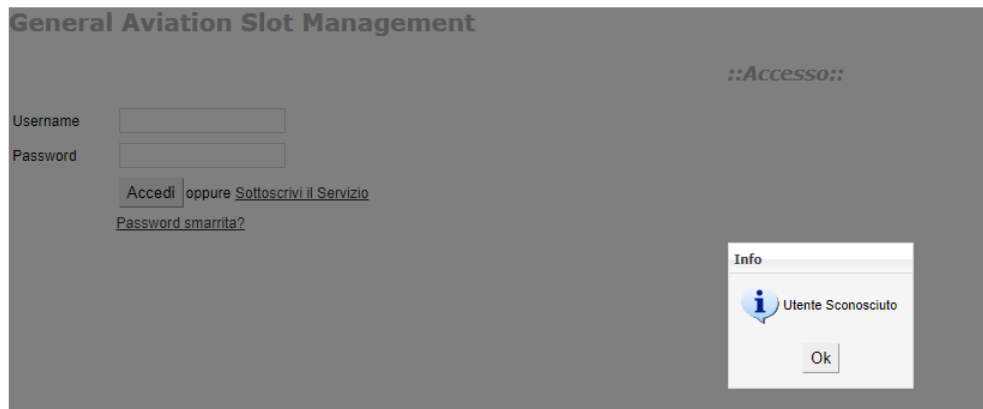 General Aviation Slot Management
::Accesso::
Username
Password
Accedi oppure Sottoscrivi il Servizio
Password smarrita?
Info
Utente Sconosciuto
Ok